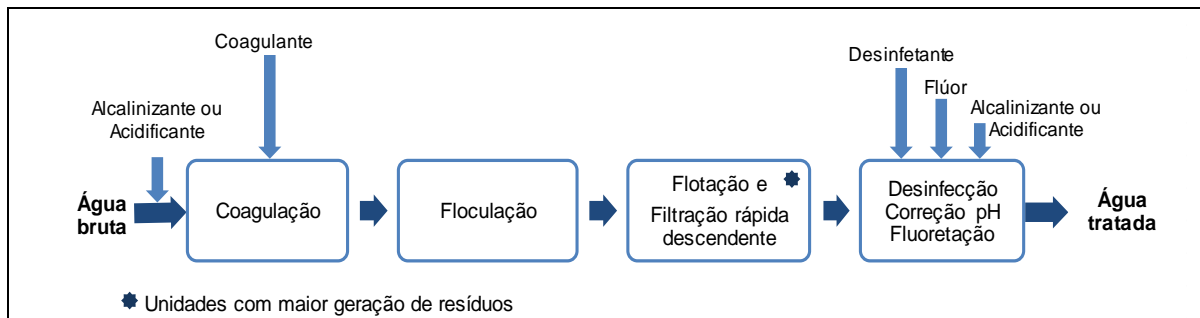 Coagulante
Alcalinizante ou
Acidificante
Água
bruta
Coagulação
Floculação
Flotação e
Filtração rápida
descendente
Desinfetante
Flúor
Alcalinizante ou
Acidificante
Desinfecção
Correção pH
Fluoretação
Água
tratada
Unidades com maior geração de resíduos